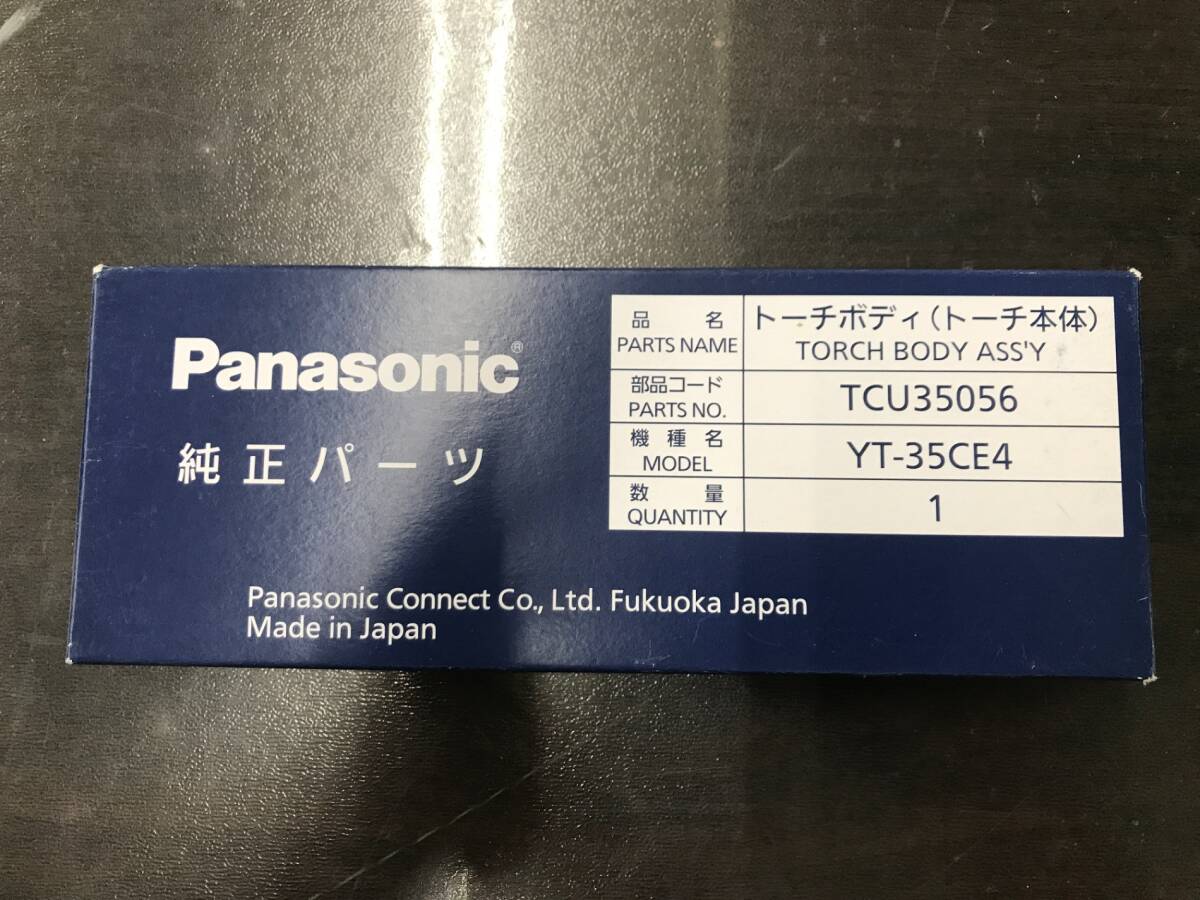 Panasonic®
純正パーツ
品名 トーチボディ(トーチ本体)
PARTS NAME TORCH BODY ASS'Y
部品コード
PARTS NO. TCU35056
機種名
MODEL YT-35CE4
数量
QUANTITY 1
Panasonic Connect Co., Ltd. Fukuoka Japan
Made in Japan